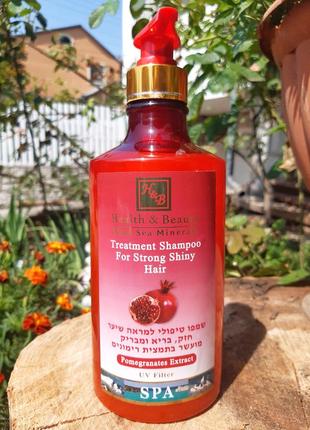 H&B
Health & Beauty
Dead Sea Minerals
Treatment Shampoo
For Strong Shiny
Hair
שמפו טיפולי למראה שיער
חזק, בריא ומבריק
מועשר בתמצית רימונים
Pomegranates Extract
UV Filter
SPA